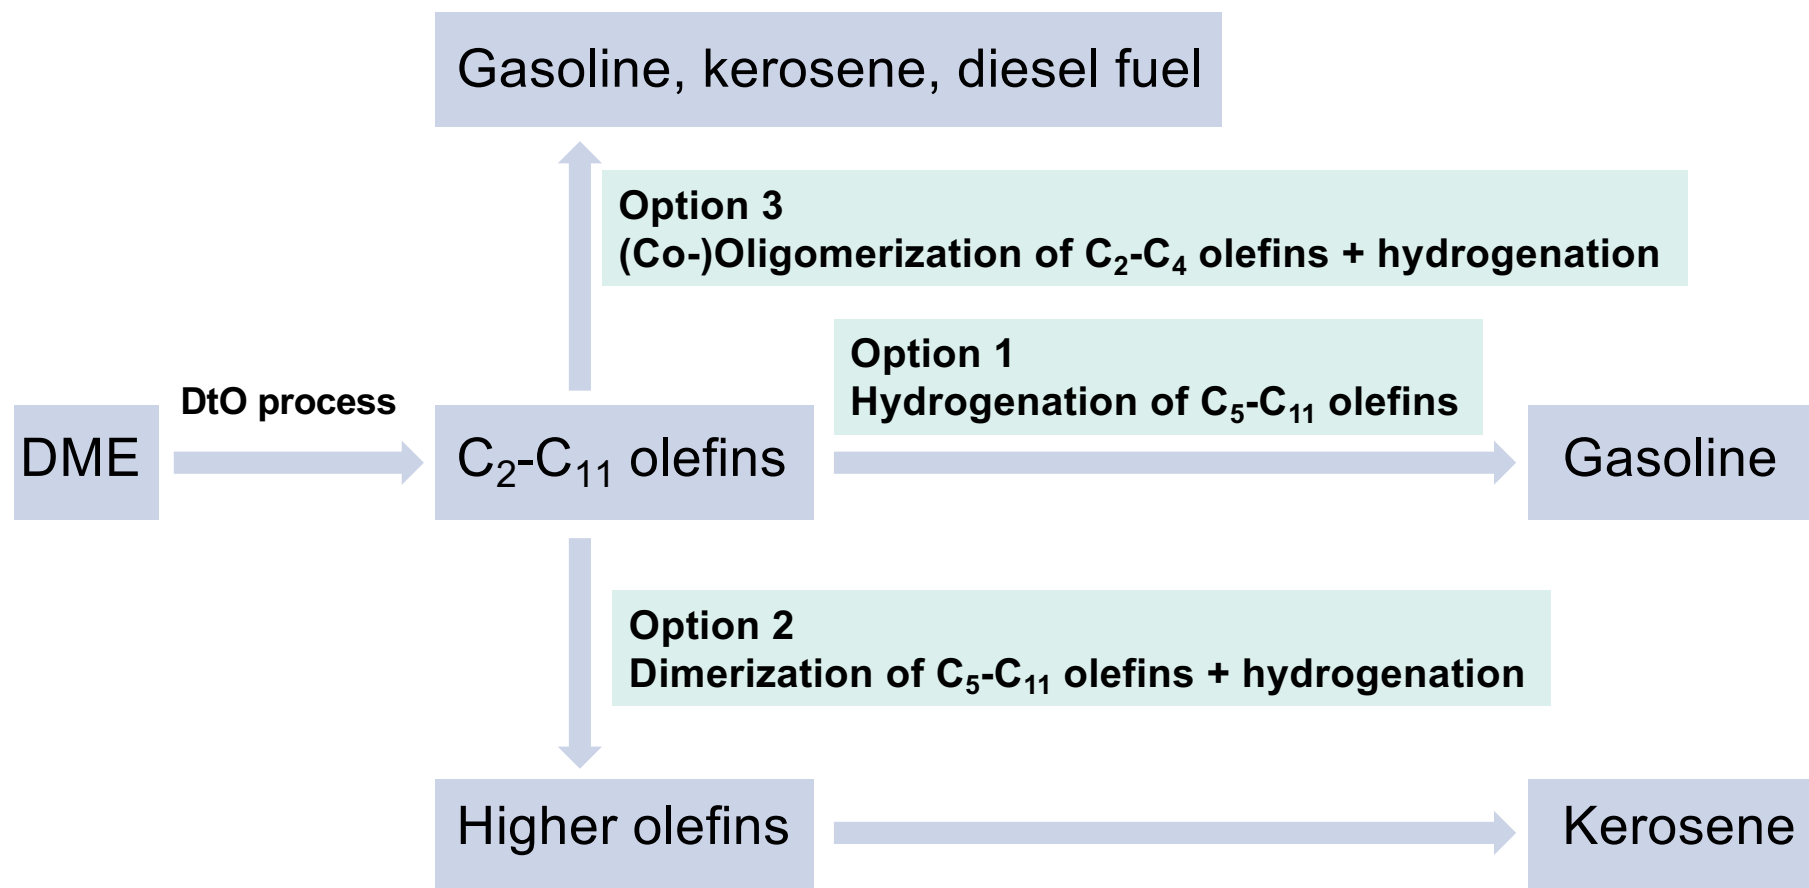 Gasoline, kerosene, diesel fuel
Option 3
(Co-)Oligomerization of C₂-C₄ olefins + hydrogenation
Option 1
Hydrogenation of C₅-C₁₁ olefins
DtO process
DME
C₂-C₁₁ olefins
Gasoline
Option 2
Dimerization of C₅-C₁₁ olefins + hydrogenation
Higher olefins
Kerosene